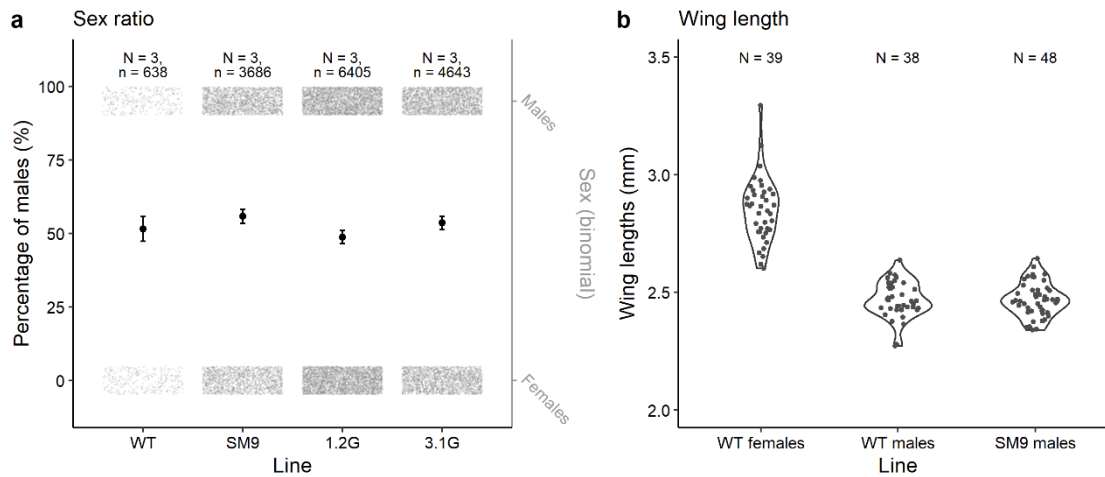 a
Sex ratio
N = 3,
n = 638
N = 3,
n = 3686
N = 3,
n = 6405
N = 3,
n = 4643
Percentage of males (%)
100
75
50
25
0
Males
Females
Sex (binomial)
WT
SM9
1.2G
3.1G
Line
b
Wing length
N = 39
N = 38
N = 48
Wing lengths (mm)
3.5
3.0
2.5
2.0
WT females
WT males
SM9 males
Line